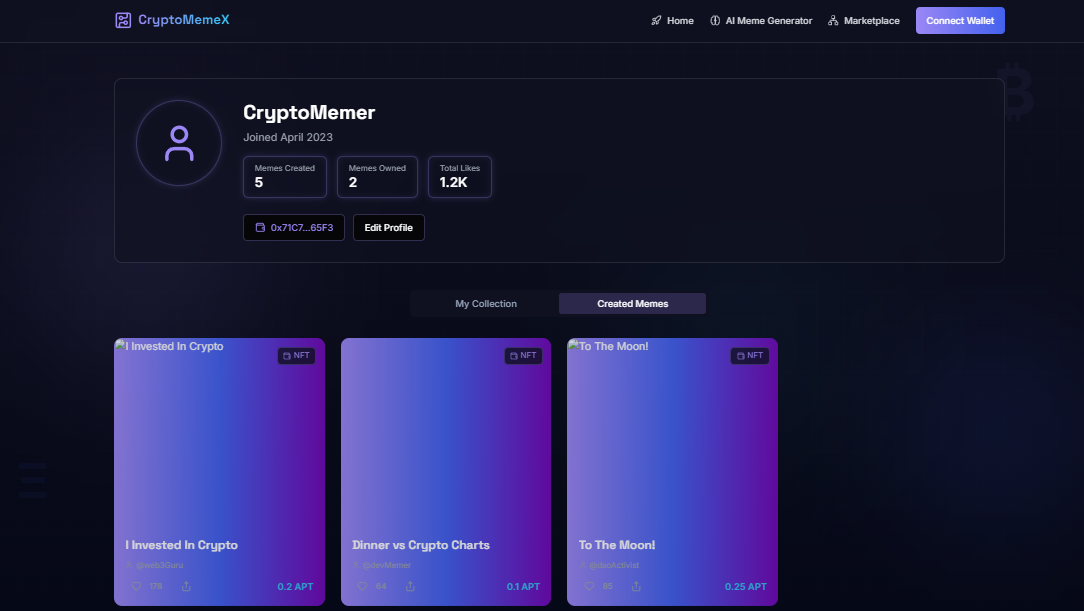 CryptoMemeX
Home AI Meme Generator Marketplace Connect Wallet
CryptoMemer
Joined April 2023
Memes Created Memes Owned Total Likes
5 2 1.2K
0x71C7...65F3 Edit Profile
My Collection Created Memes
I Invested In Crypto NFT NFT To The Moon! NFT
I Invested In Crypto Dinner vs Crypto Charts To The Moon!
@web3Guru @devMemer @daoActivist
178 0.2 APT 64 0.1 APT 85 0.25 APT